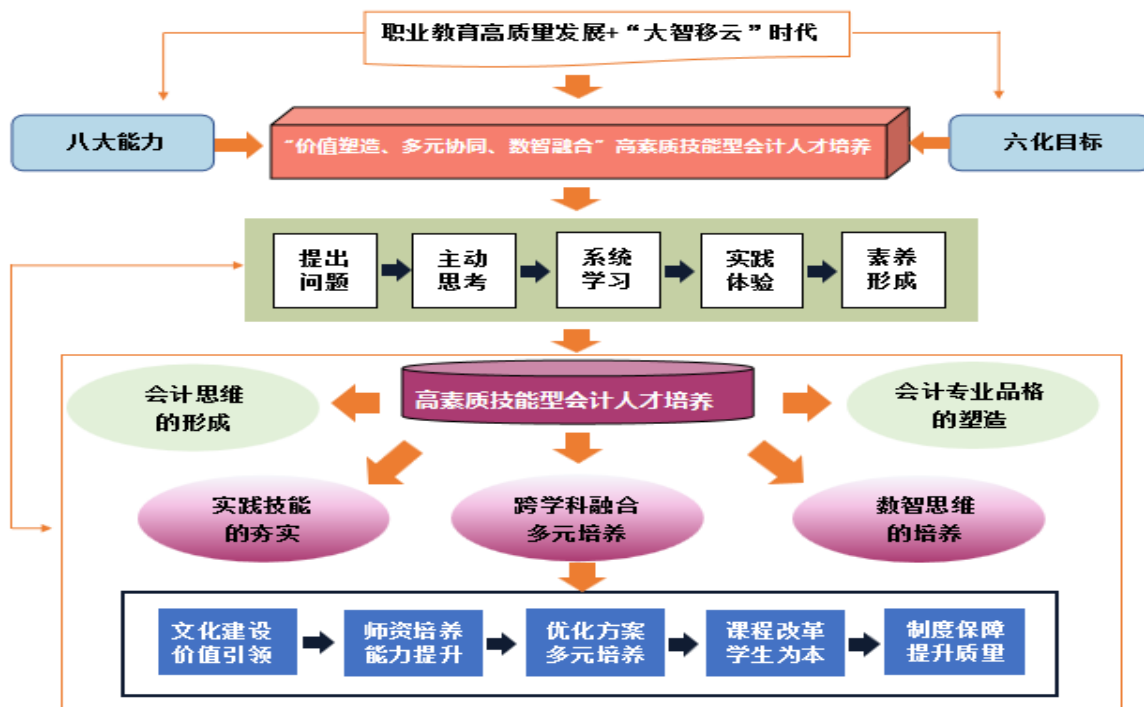 职业教育高质量发展+“大智移云”时代
八大能力
“价值塑造、多元协同、数智融合”高素质技能型会计人才培养
六化目标
提出
问题
主动
思考
系统
学习
实践
体验
素养
形成
会计思维
的形成
高素质技能型会计人才培养
会计专业品格
的塑造
实践技能
的夯实
跨学科融合
多元培养
数智思维
的培养
文化建设
价值引领
师资培养
能力提升
优化方案
多元培养
课程改革
学生为本
制度保障
提升质量